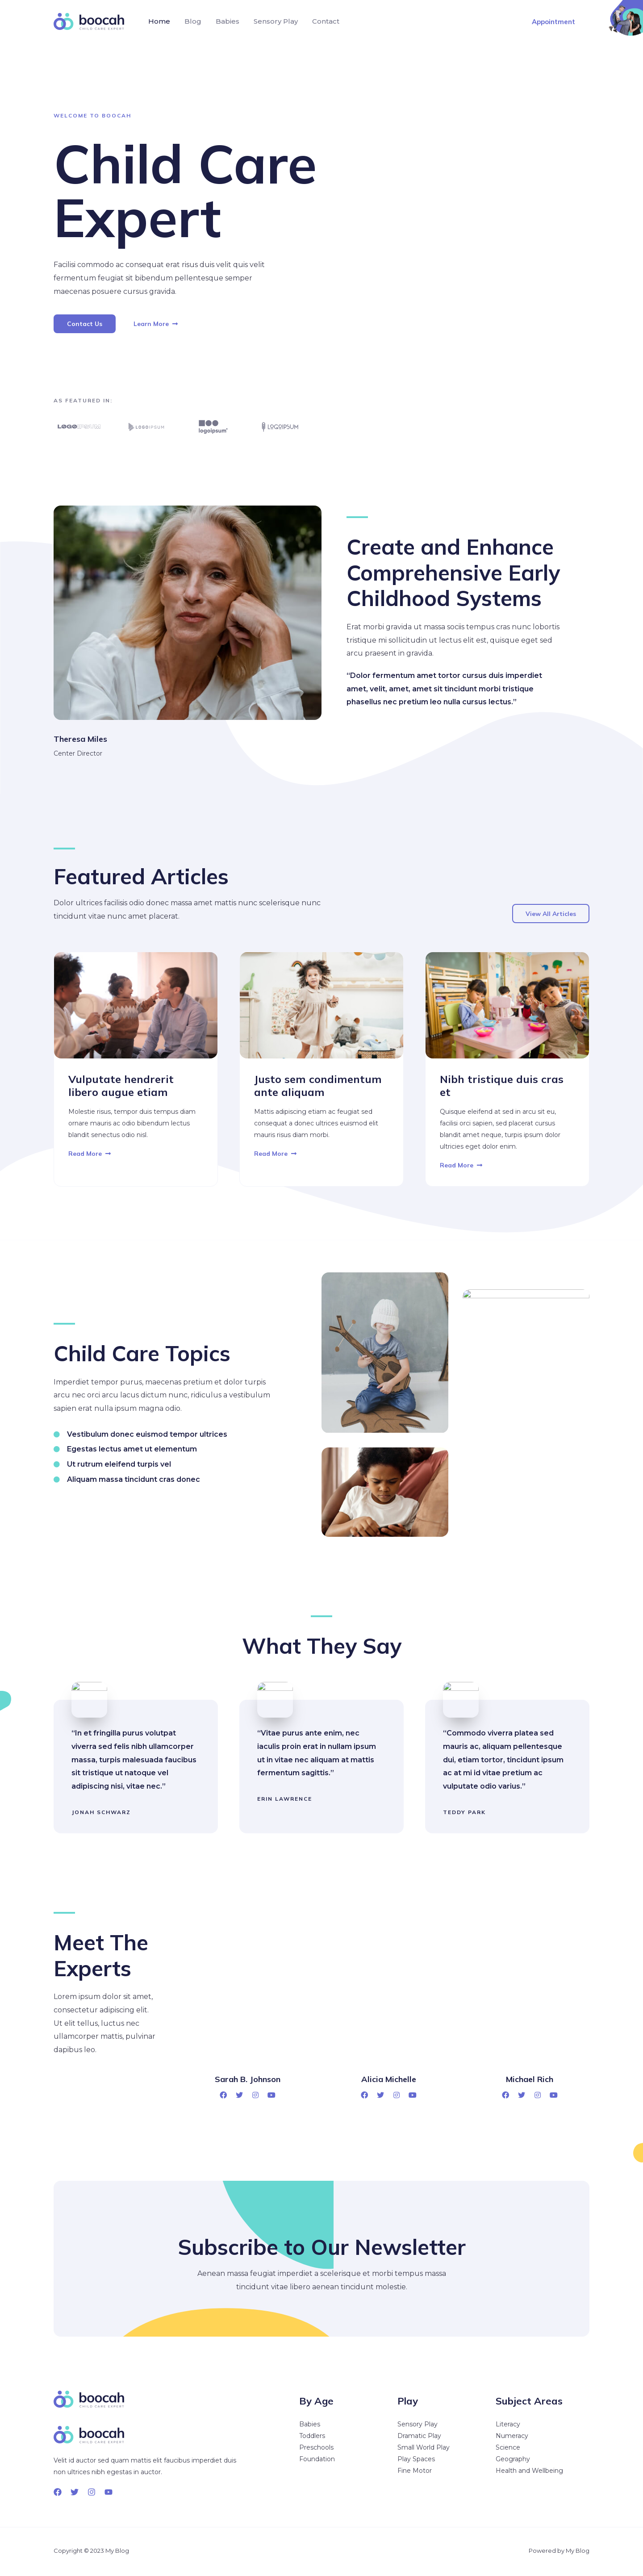 boocah
CHILD CARE EXPERT
Home
Blog
Babies
Sensory Play
Contact
Appointment
WELCOME TO BOOCAH
Child Care
Expert
Facilisi commodo ac consequat erat risus duis velit quis velit
fermentum feugiat sit bibendum pellentesque semper
maecenas posuere cursus gravida.
Contact Us
Learn More
AS FEATURED IN:
LOGOIPSUM
LOGOIPSUM
logoipsum
LOGOIPSUM
Create and Enhance
Comprehensive Early
Childhood Systems
Erat morbi gravida ut massa sociis tempus cras nunc lobortis
tristique mi sollicitudin ut lectus elit est, quisque eget sed
arcu praesent in gravida.
“Dolor fermentum amet tortor cursus duis imperdiet
amet, velit, amet, amet sit tincidunt morbi tristique
phasellus nec pretium leo nulla cursus lectus.”
Theresa Miles
Center Director
Featured Articles
Dolor ultrices facilisis odio donec massa amet mattis nunc scelerisque nunc
tincidunt vitae nunc amet placerat.
View All Articles
Vulputate hendrerit
libero augue etiam
Molestie risus, tempor duis tempus diam
ornare mauris ac odio bibendum lectus
blandit senectus odio nisl.
Read More
Justo sem condimentum
ante aliquam
Mattis adipiscing etiam ac feugiat sed
consequat a donec ultrices euismod elit
mauris risus diam morbi.
Read More
Nibh tristique duis cras
et
Quisque eleifend at sed in arcu sit eu,
facilisi orci sapien, sed placerat cursus
blandit amet neque, turpis ipsum dolor
ultricies eget dolor enim.
Read More
Child Care Topics
Imperdiet tempor purus, maecenas pretium et dolor turpis
arcu nec orci arcu lacus dictum nunc, ridiculus a vestibulum
sapien erat nulla ipsum magna odio.
Vestibulum donec euismod tempor ultrices
Egestas lectus amet ut elementum
Ut rutrum eleifend turpis vel
Aliquam massa tincidunt cras donec
What They Say
“In et fringilla purus volutpat
viverra sed felis nibh ullamcorper
massa, turpis malesuada faucibus
sit tristique ut natoque vel
adipiscing nisi, vitae nec.”
JONAH SCHWARZ
“Vitae purus ante enim, nec
iaculis proin erat in nullam ipsum
ut in vitae nec aliquam at mattis
fermentum sagittis.”
ERIN LAWRENCE
“Commodo viverra platea sed
mauris ac, aliquam pellentesque
dui, etiam tortor, tincidunt ipsum
ac at mi id vitae pretium ac
vulputate odio varius.”
TEDDY PARK
Meet The
Experts
Lorem ipsum dolor sit amet,
consectetur adipiscing elit.
Ut elit tellus, luctus nec
ullamcorper mattis, pulvinar
dapibus leo.
Sarah B. Johnson
Alicia Michelle
Michael Rich
Subscribe to Our Newsletter
Aenean massa feugiat imperdiet a scelerisque et morbi tempus massa
tincidunt vitae libero aenean tincidunt molestie.
boocah
CHILD CARE EXPERT
boocah
CHILD CARE EXPERT
Velit id auctor sed quam mattis elit faucibus imperdiet duis
non ultrices nibh egestas in auctor.
By Age
Babies
Toddlers
Preschools
Foundation
Play
Sensory Play
Dramatic Play
Small World Play
Play Spaces
Fine Motor
Subject Areas
Literacy
Numeracy
Science
Geography
Health and Wellbeing
Copyright © 2023 My Blog
Powered by My Blog